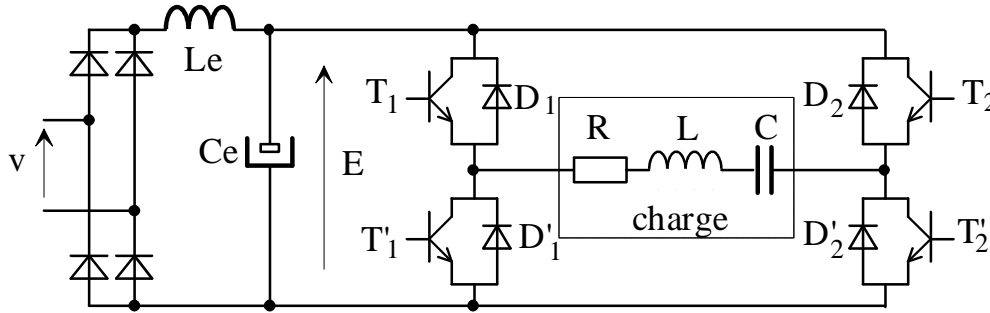 Le
T1 D1 D2 T2
R L C
v Ce E
charge
T'1 D'1 D'2 T'2